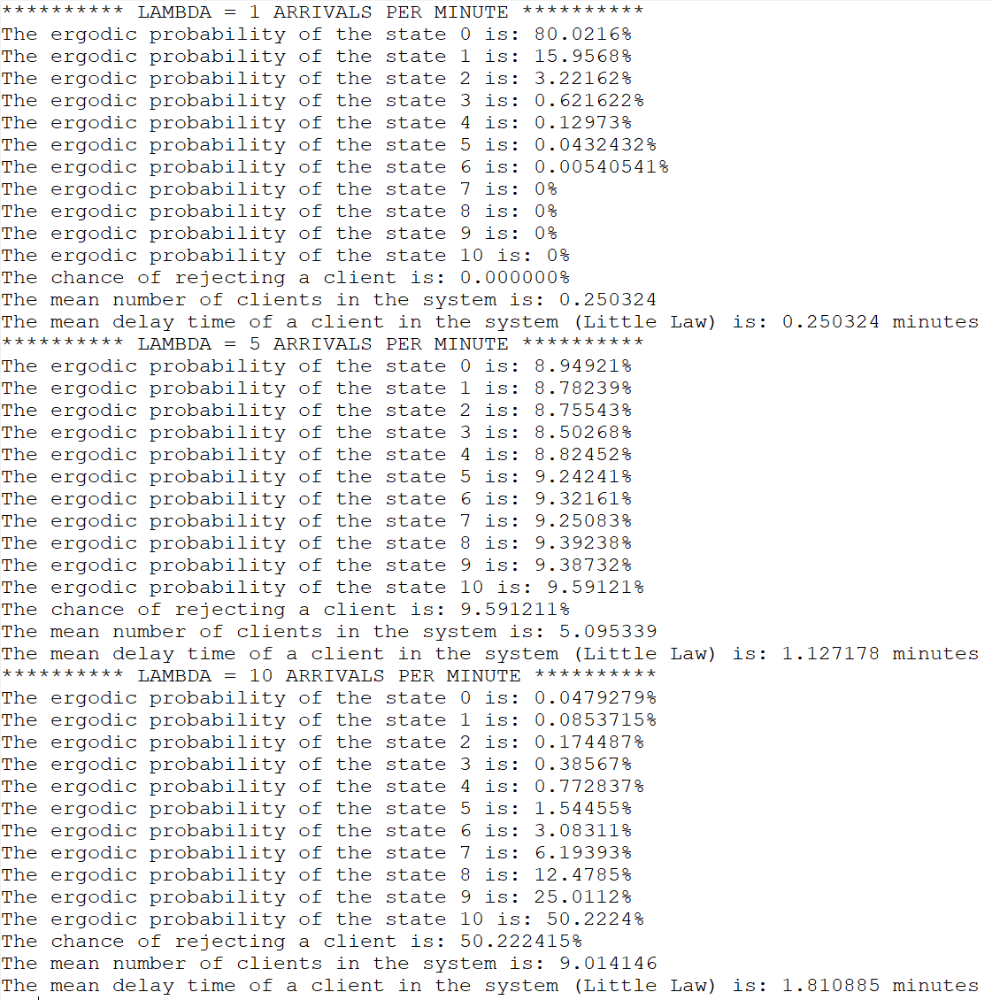 ********** LAMBDA = 1 ARRIVALS PER MINUTE **********
The ergodic probability of the state 0 is: 80.0216%
The ergodic probability of the state 1 is: 15.9568%
The ergodic probability of the state 2 is: 3.22162%
The ergodic probability of the state 3 is: 0.621622%
The ergodic probability of the state 4 is: 0.12973%
The ergodic probability of the state 5 is: 0.0432432%
The ergodic probability of the state 6 is: 0.00540541%
The ergodic probability of the state 7 is: 0%
The ergodic probability of the state 8 is: 0%
The ergodic probability of the state 9 is: 0%
The ergodic probability of the state 10 is: 0%
The chance of rejecting a client is: 0.000000%
The mean number of clients in the system is: 0.250324
The mean delay time of a client in the system (Little Law) is: 0.250324 minutes
********** LAMBDA = 5 ARRIVALS PER MINUTE **********
The ergodic probability of the state 0 is: 8.94921%
The ergodic probability of the state 1 is: 8.78239%
The ergodic probability of the state 2 is: 8.75543%
The ergodic probability of the state 3 is: 8.50268%
The ergodic probability of the state 4 is: 8.82452%
The ergodic probability of the state 5 is: 9.24241%
The ergodic probability of the state 6 is: 9.32161%
The ergodic probability of the state 7 is: 9.25083%
The ergodic probability of the state 8 is: 9.39238%
The ergodic probability of the state 9 is: 9.38732%
The ergodic probability of the state 10 is: 9.59121%
The chance of rejecting a client is: 9.591211%
The mean number of clients in the system is: 5.095339
The mean delay time of a client in the system (Little Law) is: 1.127178 minutes
********** LAMBDA = 10 ARRIVALS PER MINUTE **********
The ergodic probability of the state 0 is: 0.0479279%
The ergodic probability of the state 1 is: 0.0853715%
The ergodic probability of the state 2 is: 0.174487%
The ergodic probability of the state 3 is: 0.38567%
The ergodic probability of the state 4 is: 0.772837%
The ergodic probability of the state 5 is: 1.54455%
The ergodic probability of the state 6 is: 3.08311%
The ergodic probability of the state 7 is: 6.19393%
The ergodic probability of the state 8 is: 12.4785%
The ergodic probability of the state 9 is: 25.0112%
The ergodic probability of the state 10 is: 50.2224%
The chance of rejecting a client is: 50.222415%
The mean number of clients in the system is: 9.014146
The mean delay time of a client in the system (Little Law) is: 1.810885 minutes